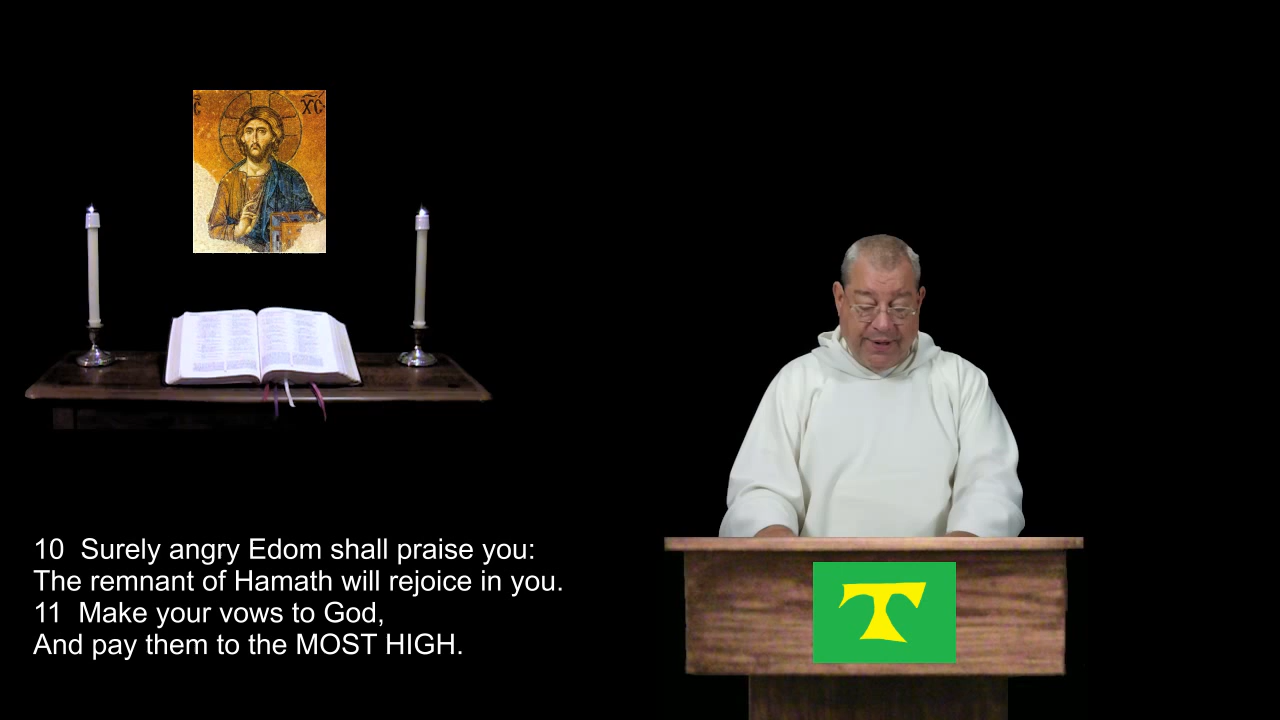 XC
10 Surely angry Edom shall praise you:
The remnant of Hamath will rejoice in you.
11 Make your vows to God,
And pay them to the MOST HIGH.
T